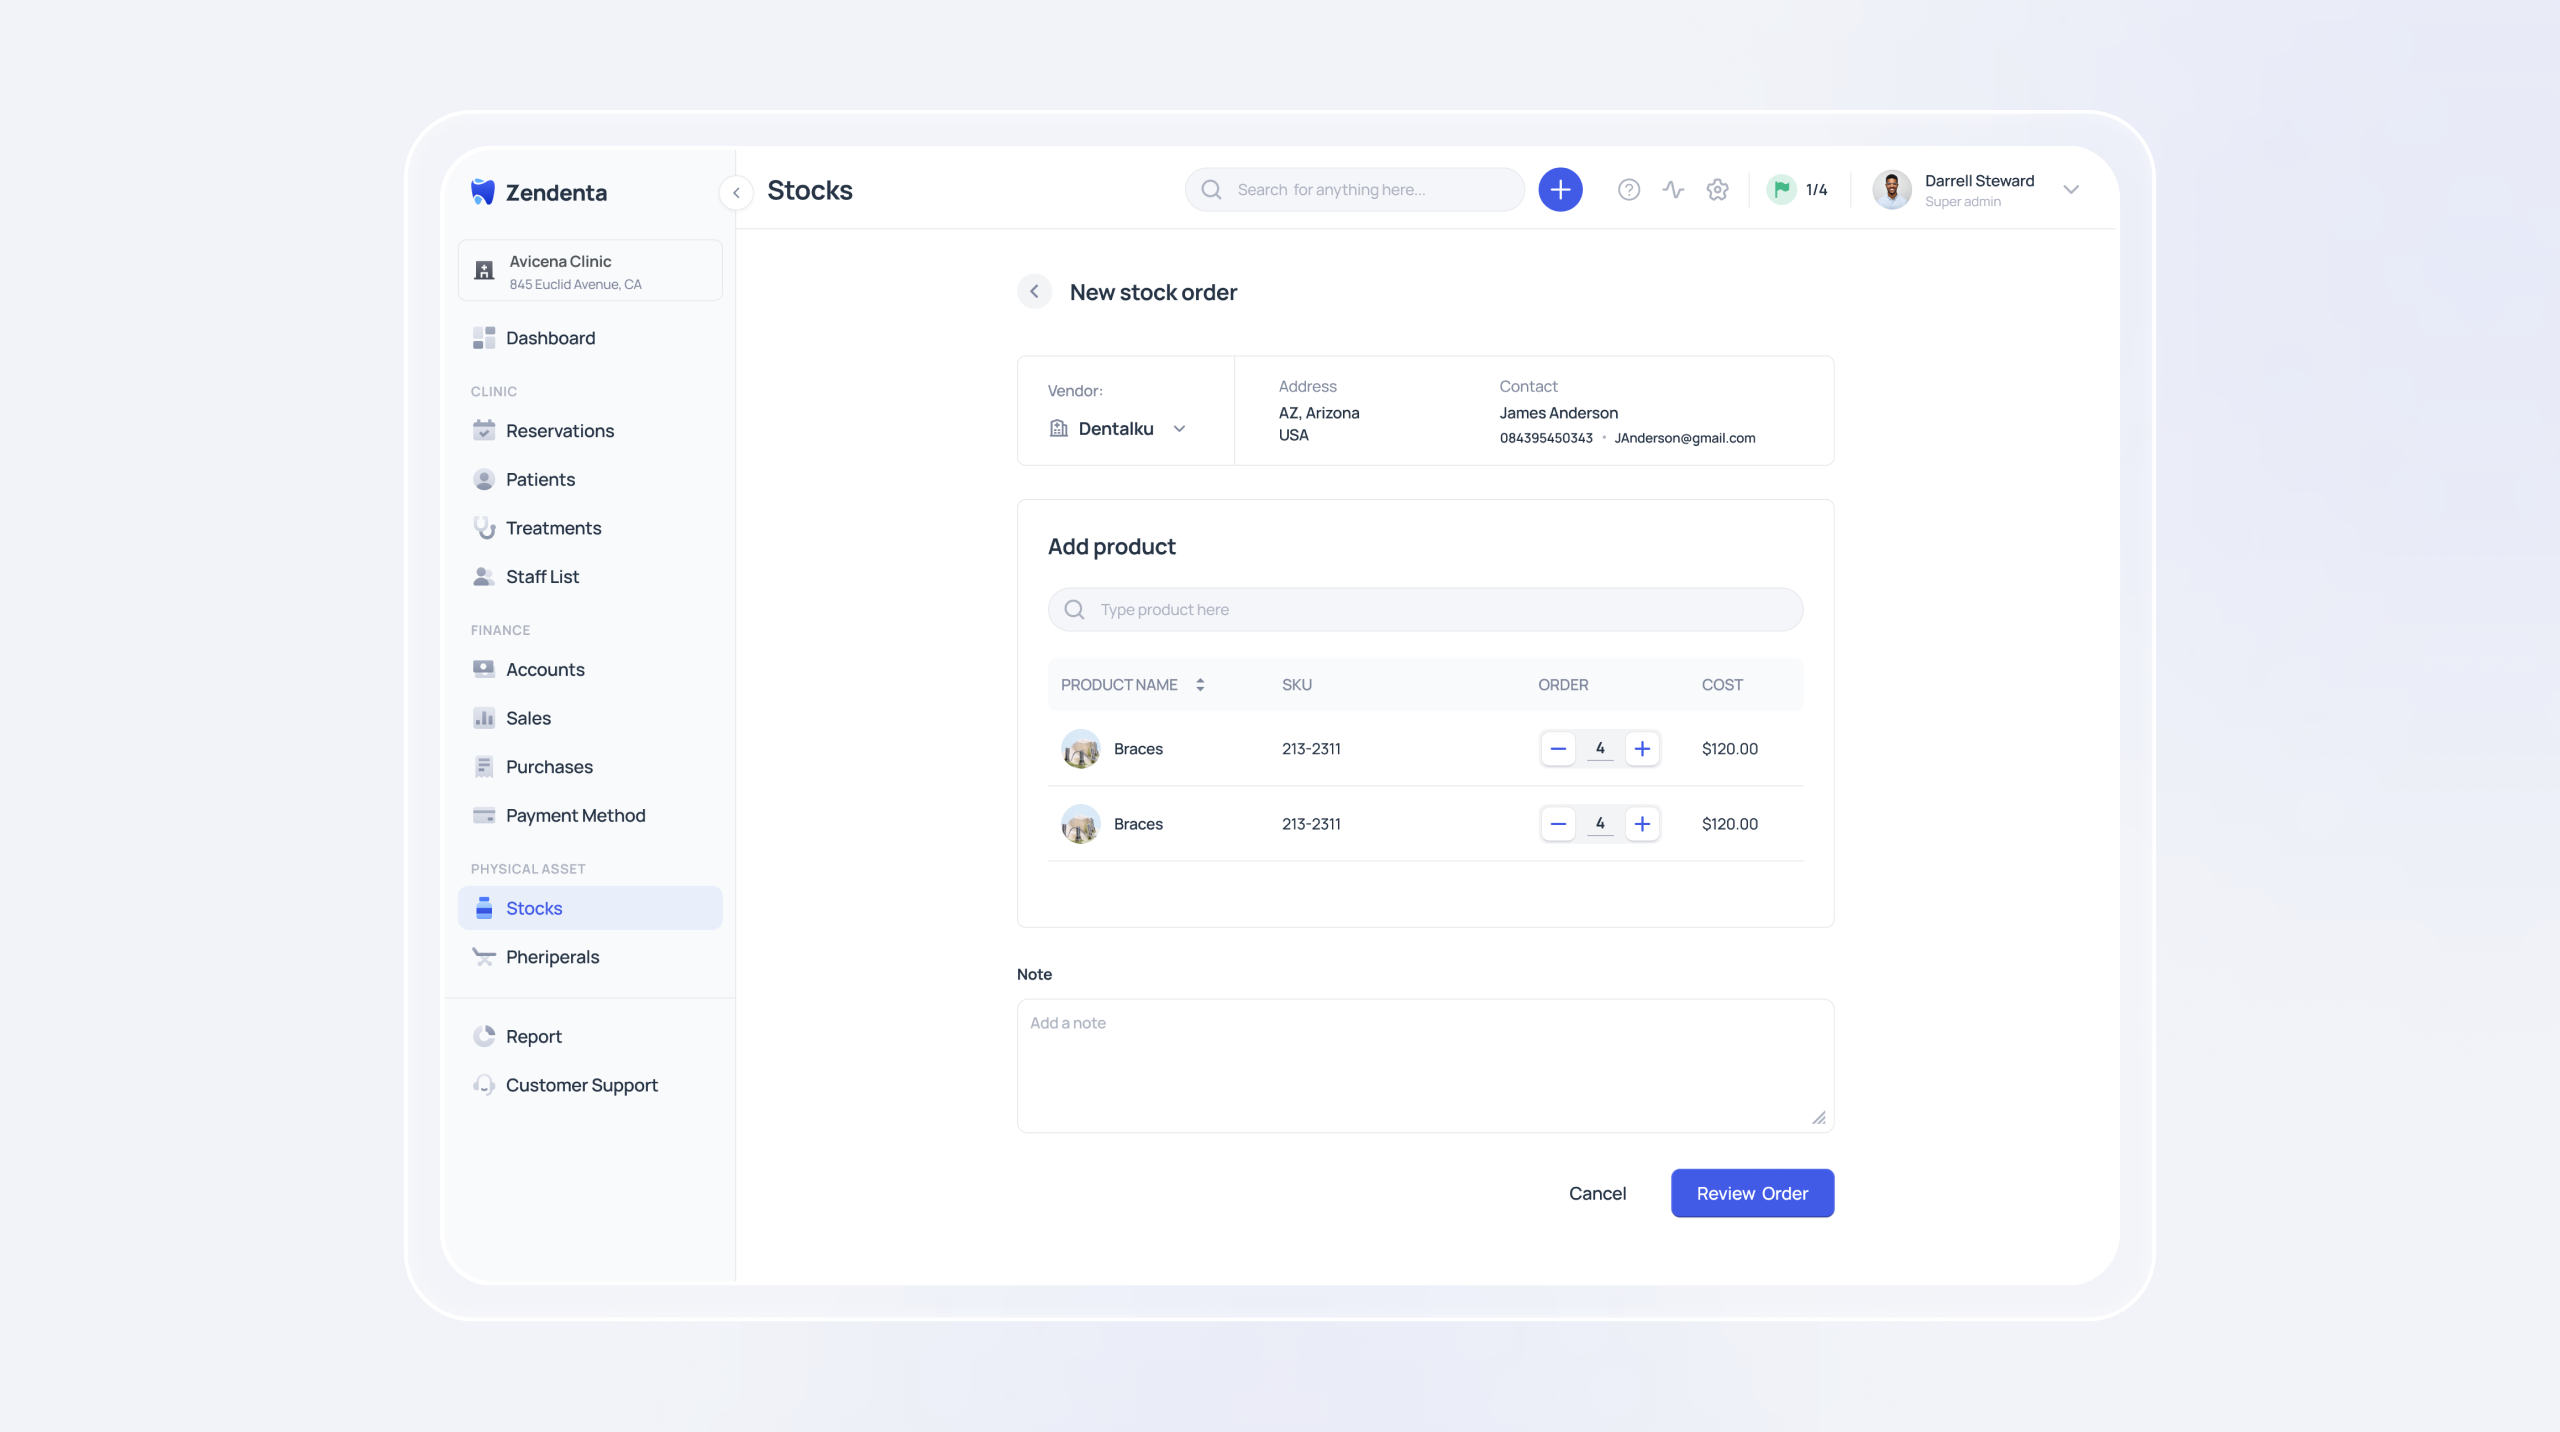 Zendenta
Stocks
Search for anything here...
1/4
Darrell Steward
Super admin
Avicena Clinic
845 Euclid Avenue, CA
Dashboard
CLINIC
Reservations
Patients
Treatments
Staff List
FINANCE
Accounts
Sales
Purchases
Payment Method
PHYSICAL ASSET
Stocks
Pheriperals
Report
Customer Support
New stock order
Vendor:
Dentalku
Address
AZ, Arizona
USA
Contact
James Anderson
084395450343 • JAnderson@gmail.com
Add product
Type product here
PRODUCT NAME SKU ORDER COST
Braces 213-2311 4 $120.00
Braces 213-2311 4 $120.00
Note
Add a note
Cancel Review Order